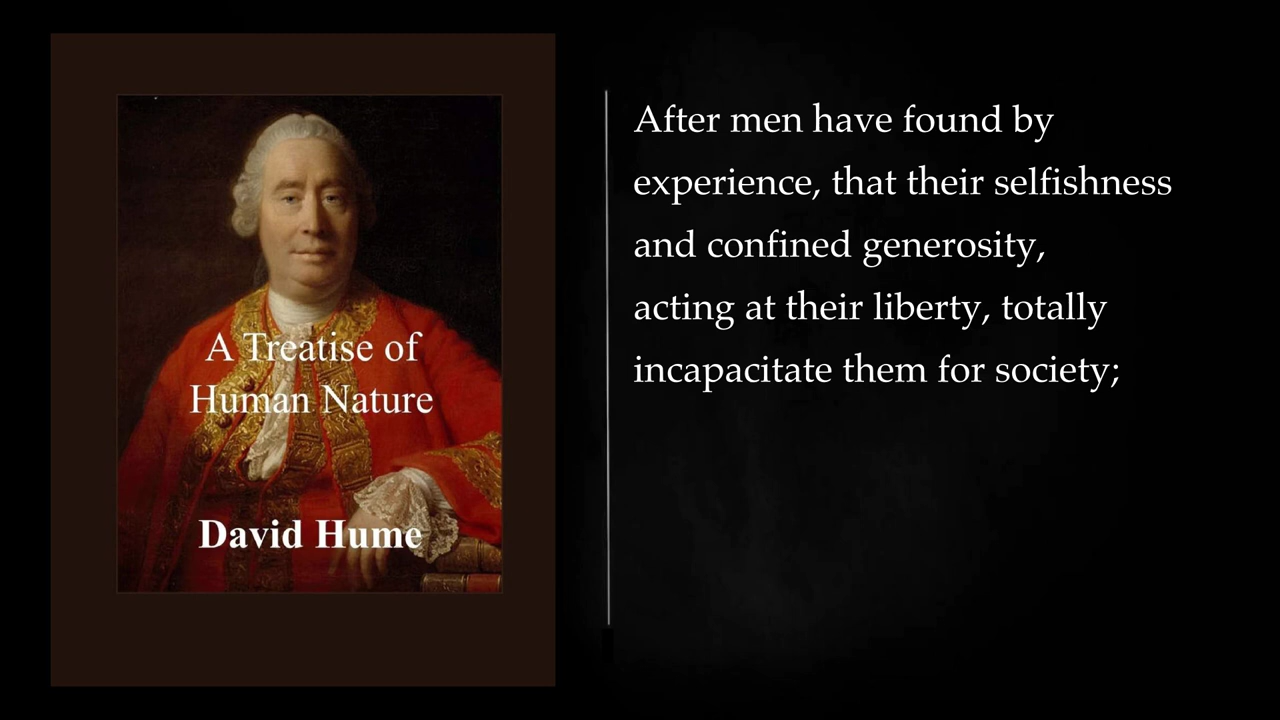 A Treatise of
Human Nature
David Hume
After men have found by
experience, that their selfishness
and confined generosity,
acting at their liberty, totally
incapacitate them for society;